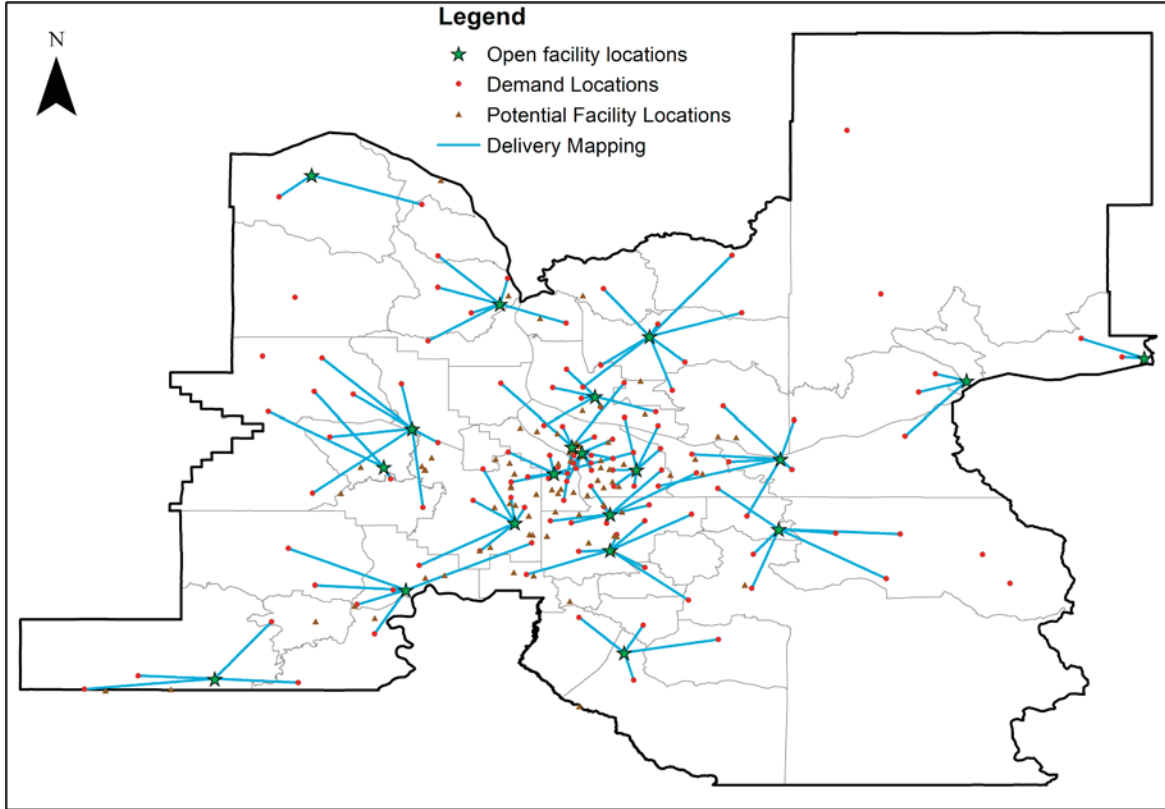 Legend
N
Open facility locations
Demand Locations
Potential Facility Locations
Delivery Mapping